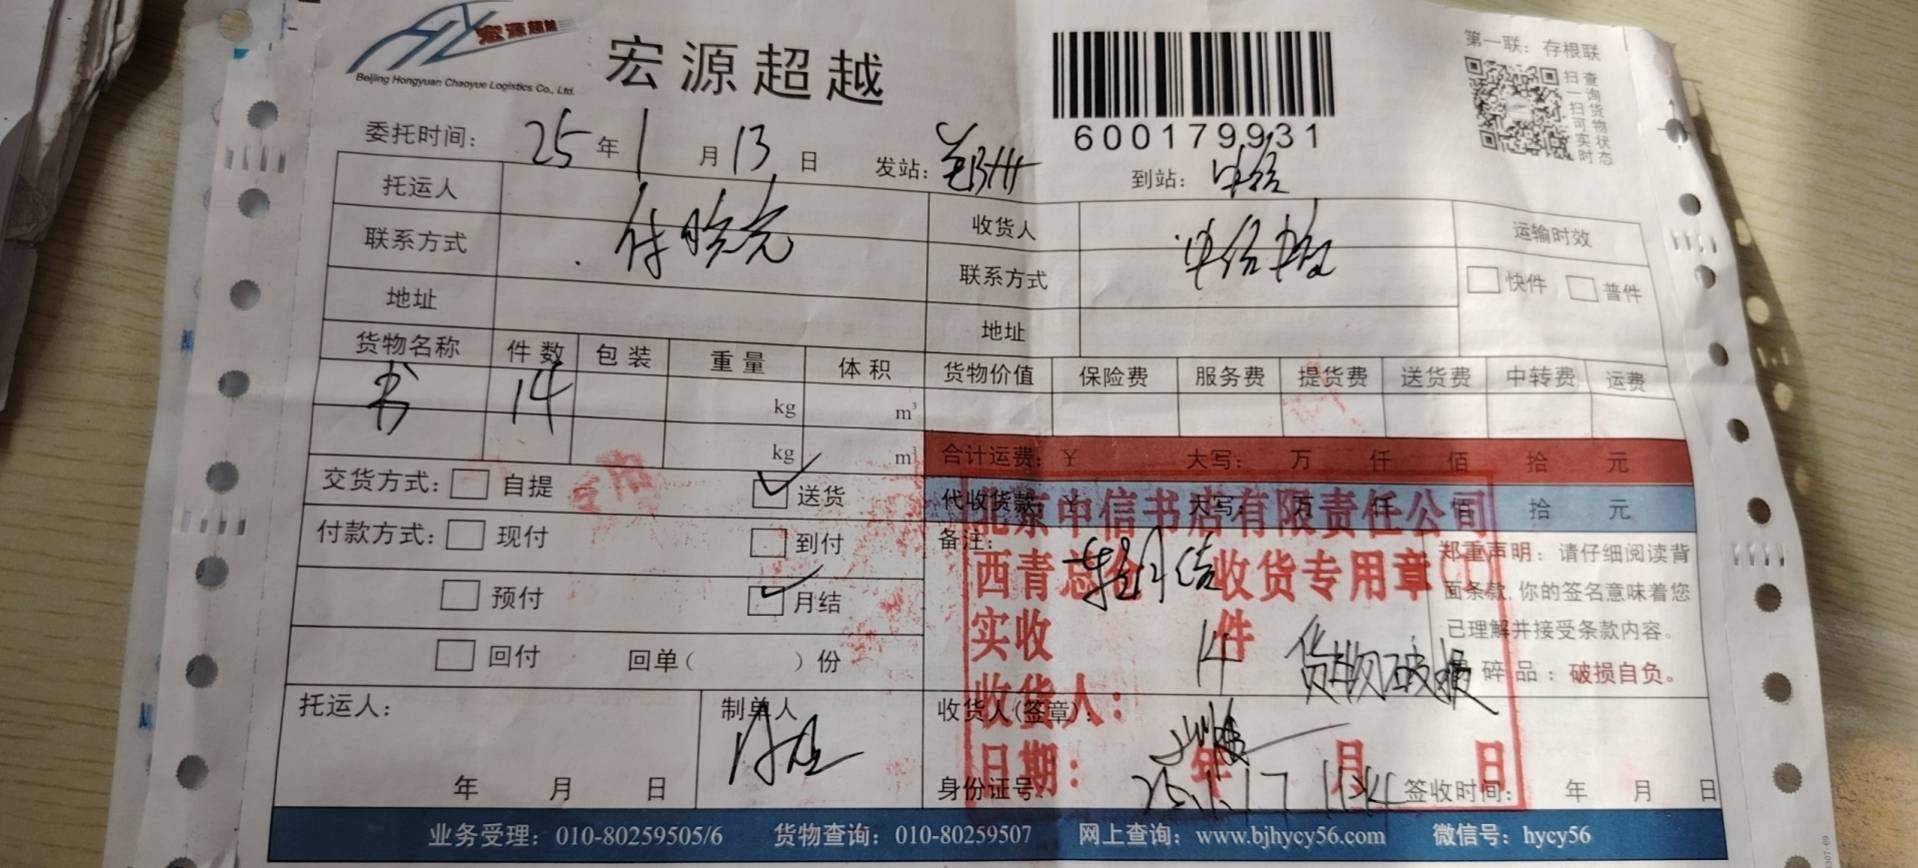 宏源超越
Beijing Hongyuan Chaoyue Logistics Co., Ltd.
宏源超越
600179931
第一联：存根联
扫一扫可查询货物实时状态
委托时间： 25 年 1 月 13 日 发站：郑州 到站：中信
托运人 收货人 运输时效
联系方式 联系方式 快件 普件
地址 地址
货物名称 件数 包装 重量 体积 货物价值 保险费 服务费 提货费 送货费 中转费 运费
书 14 kg m³
kg m³
合计运费：¥ 大写： 万 仟 佰 拾 元
交货方式： 自提 送货 代收货款：¥ 大写： 万 仟 佰 拾 元
北京中信书店有限责任公司
付款方式： 现付 到付 备注： 郑重声明：请仔细阅读背
西青总仓 收货专用章
月结
预付 月结 面条款,你的签名意味着您
已理解并接受条款内容。
实收 14 件 货物破损
回付 回单（ ）份 易碎品：破损自负。
托运人： 制单人 收货人(签章)：
收货人：
日期： 年 月 日
年 月 日 身份证号： 25.1.17 签收时间： 年 月 日
业务受理：010-80259505/6 货物查询：010-80259507 网上查询：www.bjhycy56.com 微信号：hycy56